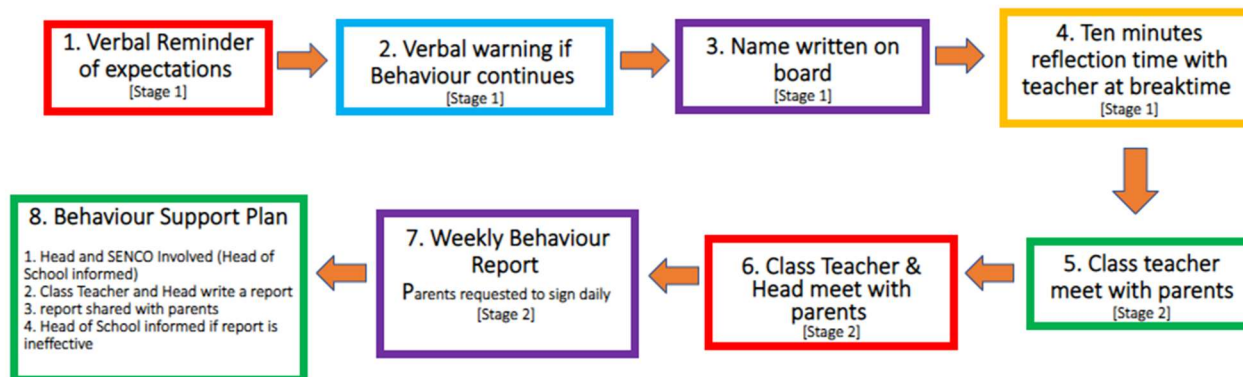 1. Verbal Reminder
of expectations
[Stage 1]
2. Verbal warning if
Behaviour continues
[Stage 1]
3. Name written on
board
[Stage 1]
4. Ten minutes
reflection time with
teacher at breaktime
[Stage 1]
5. Class teacher
meet with parents
[Stage 2]
6. Class Teacher &
Head meet with
parents
[Stage 2]
7. Weekly Behaviour
Report
Parents requested to sign daily
[Stage 2]
8. Behaviour Support Plan
1. Head and SENCO Involved (Head of
School informed)
2. Class Teacher and Head write a report
3. report shared with parents
4. Head of School informed if report is
ineffective